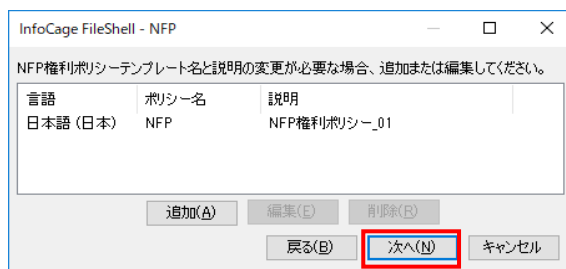 InfoCage FileShell - NFP
NFP権利ポリシーテンプレート名と説明の変更が必要な場合、追加または編集してください。
言語 ポリシー名 説明
日本語 (日本) NFP NFP権利ポリシー_01
追加(A) 編集(E) 削除(R)
戻る(B) 次へ(N) キャンセル